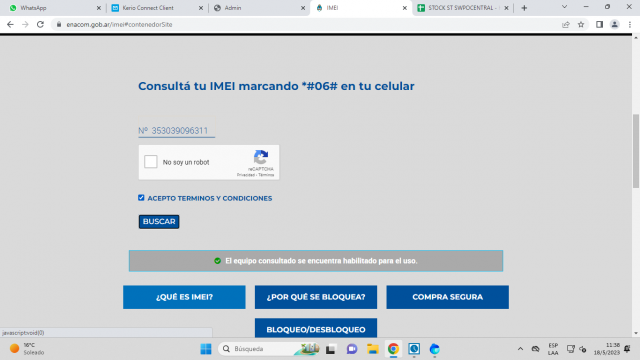 WhatsApp
Kerio Connect Client
Admin
IMEI
STOCK ST SWPOCENTRAL -
enacom.gob.ar/imei#contenedorSite
Consultá tu IMEI marcando *#06# en tu celular
Nº 353039096311
No soy un robot
reCAPTCHA
Privacidad - Términos
ACEPTO TERMINOS Y CONDICIONES
BUSCAR
El equipo consultado se encuentra habilitado para el uso.
¿QUÉ ES IMEI?
¿POR QUÉ SE BLOQUEA?
COMPRA SEGURA
BLOQUEO/DESBLOQUEO
javascript:void(0)
16°C
Soleado
Búsqueda
ESP
LAA
11:38
18/5/2023